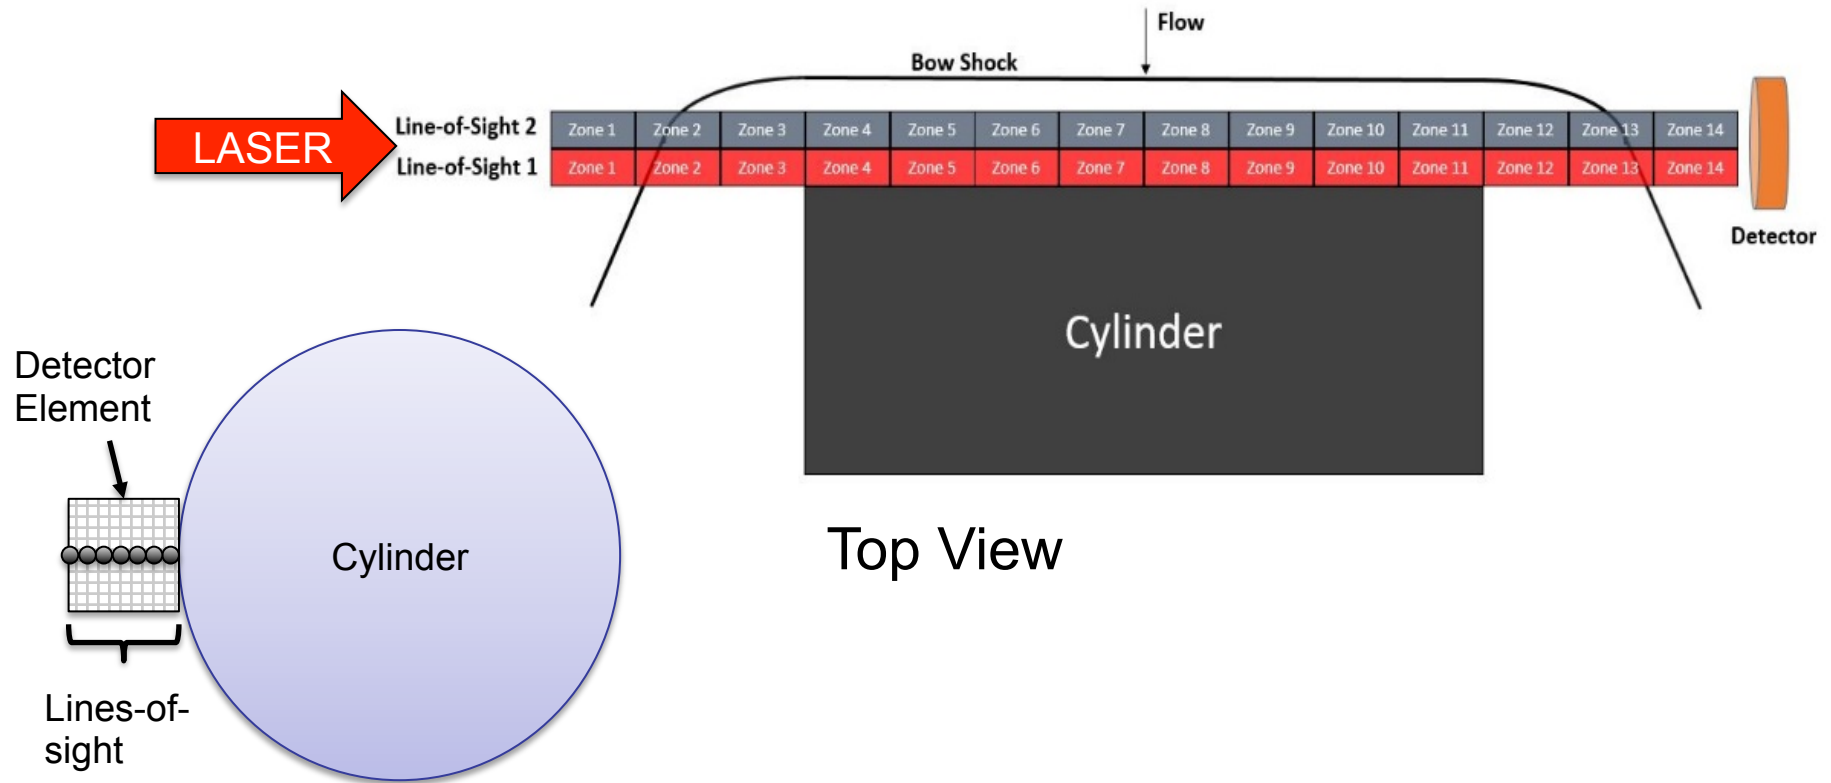 Flow
Bow Shock
LASER
Line-of-Sight 2
Zone 1 Zone 2 Zone 3 Zone 4 Zone 5 Zone 6 Zone 7 Zone 8 Zone 9 Zone 10 Zone 11 Zone 12 Zone 13 Zone 14
Line-of-Sight 1
Zone 1 Zone 2 Zone 3 Zone 4 Zone 5 Zone 6 Zone 7 Zone 8 Zone 9 Zone 10 Zone 11 Zone 12 Zone 13 Zone 14
Detector
Cylinder
Top View
Detector
Element
Cylinder
Lines-of-
sight